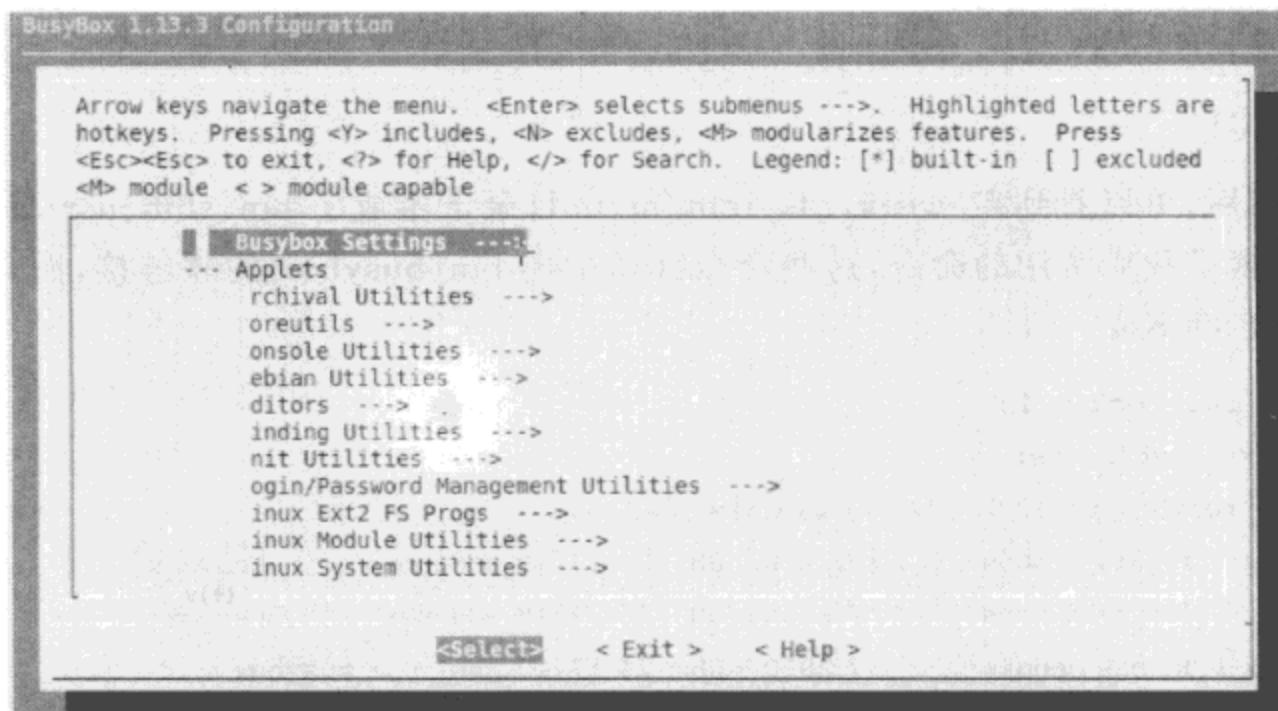 BusyBox 1.13.3 Configuration
Arrow keys navigate the menu. <Enter> selects submenus --->. Highlighted letters are
hotkeys. Pressing <Y> includes, <N> excludes, <M> modularizes features. Press
<Esc><Esc> to exit, <?> for Help, </> for Search. Legend: [*] built-in [ ] excluded
<M> module < > module capable
Busybox Settings --->
--- Applets
rchival Utilities --->
oreutils --->
onsole Utilities --->
ebian Utilities --->
ditors --->
inding Utilities --->
nit Utilities --->
ogin/Password Management Utilities --->
inux Ext2 FS Progs --->
inux Module Utilities --->
inux System Utilities --->
v(+)
<Select> < Exit > < Help >